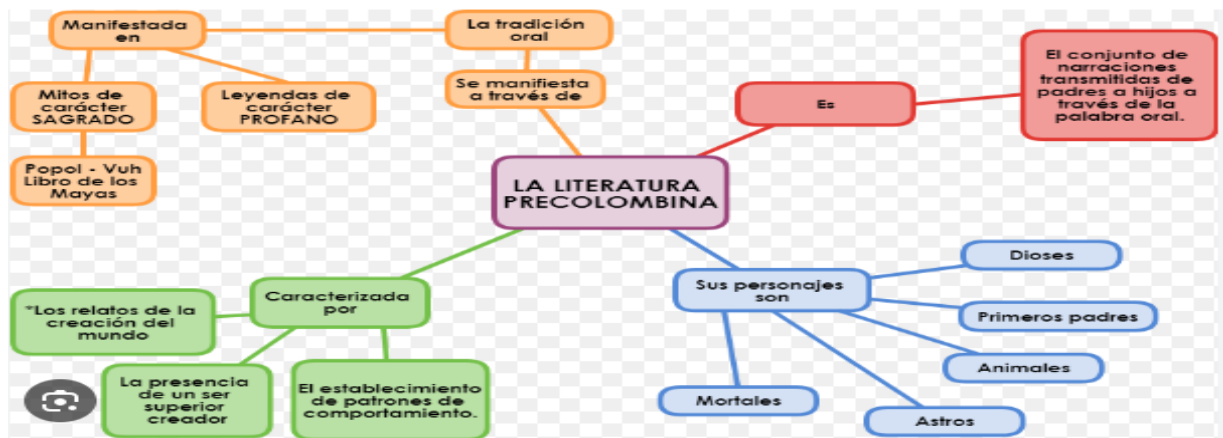 Manifestada
en
La tradición
oral
Se manifiesta
a través de
Mitos de
carácter
SAGRADO
Leyendas de
carácter
PROFANO
Popol - Vuh
Libro de los
Mayas
Es
El conjunto de
narraciones
transmitidas de
padres a hijos a
través de la
palabra oral.
LA LITERATURA
PRECOLOMBINA
Caracterizada
por
*Los relatos de la
creación del
mundo
La presencia
de un ser
superior
creador
El establecimiento
de patrones de
comportamiento.
Sus personajes
son
Dioses
Primeros padres
Animales
Astros
Mortales